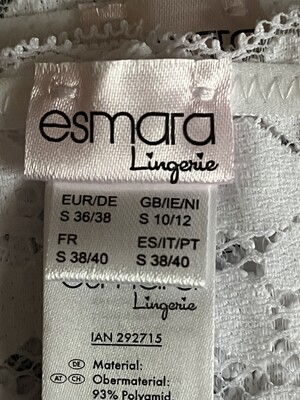 esmara
Lingerie
EUR/DE GB/IE/NI
S 36/38 S 10/12
FR ES/IT/PT
S 38/40 S 38/40
esmara
Lingerie
IAN 292715
DE Material:
AT CH Obermaterial:
93% Polyamid